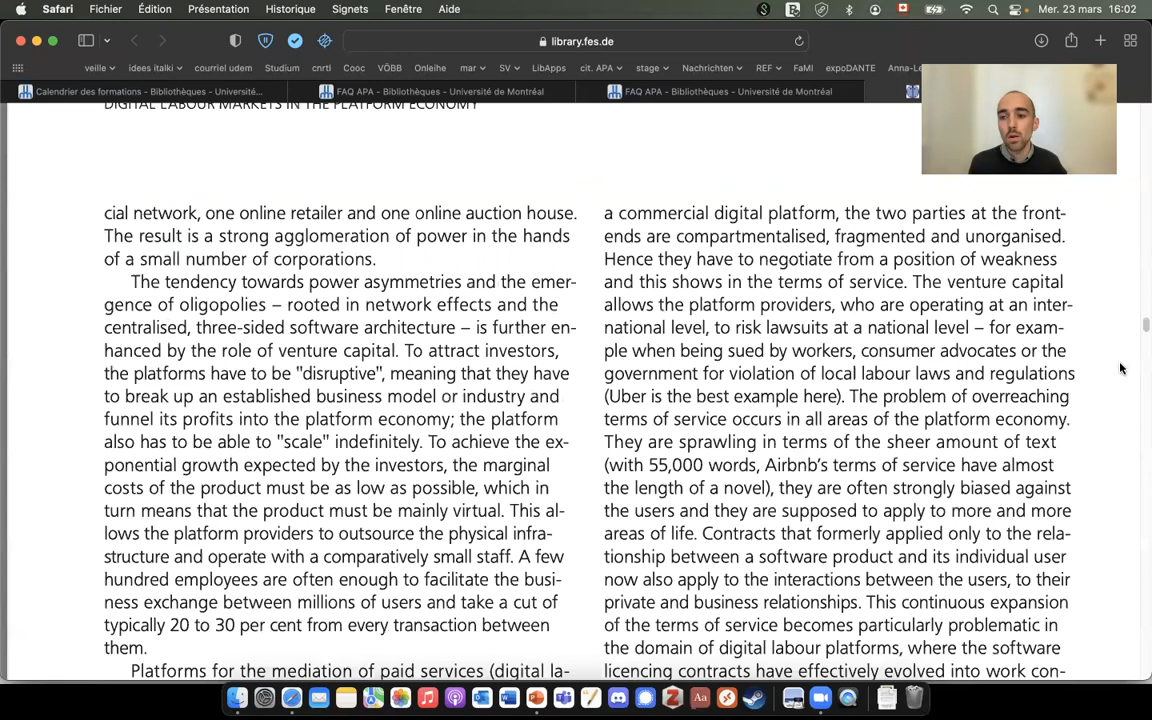 Safari Fichier Édition Présentation Historique Signets Fenêtre Aide Mer. 23 mars 16:02
library.fes.de
veille idees italki courriel udem Studium cnrtl Cooc VÖBB Onleihe mar SV LibApps cit. APA stage Nachrichten REF FaMI expoDANTE Anna-Le
Calendrier des formations - Bibliothèques - Université... FAQ APA - Bibliothèques - Université de Montréal FAQ APA - Bibliothèques - Université de Montréal
DIGITAL LABOUR MARKETS IN THE PLATFORM ECONOMY
cial network, one online retailer and one online auction house.
The result is a strong agglomeration of power in the hands
of a small number of corporations.
The tendency towards power asymmetries and the emer-
gence of oligopolies – rooted in network effects and the
centralised, three-sided software architecture – is further en-
hanced by the role of venture capital. To attract investors,
the platforms have to be "disruptive", meaning that they have
to break up an established business model or industry and
funnel its profits into the platform economy; the platform
also has to be able to "scale" indefinitely. To achieve the ex-
ponential growth expected by the investors, the marginal
costs of the product must be as low as possible, which in
turn means that the product must be mainly virtual. This al-
lows the platform providers to outsource the physical infra-
structure and operate with a comparatively small staff. A few
hundred employees are often enough to facilitate the busi-
ness exchange between millions of users and take a cut of
typically 20 to 30 per cent from every transaction between
them.
Platforms for the mediation of paid services (digital la-
a commercial digital platform, the two parties at the front-
ends are compartmentalised, fragmented and unorganised.
Hence they have to negotiate from a position of weakness
and this shows in the terms of service. The venture capital
allows the platform providers, who are operating at an inter-
national level, to risk lawsuits at a national level – for exam-
ple when being sued by workers, consumer advocates or the
government for violation of local labour laws and regulations
(Uber is the best example here). The problem of overreaching
terms of service occurs in all areas of the platform economy.
They are sprawling in terms of the sheer amount of text
(with 55,000 words, Airbnb's terms of service have almost
the length of a novel), they are often strongly biased against
the users and they are supposed to apply to more and more
areas of life. Contracts that formerly applied only to the rela-
tionship between a software product and its individual user
now also apply to the interactions between the users, to their
private and business relationships. This continuous expansion
of the terms of service becomes particularly problematic in
the domain of digital labour platforms, where the software
licencing contracts have effectively evolved into work con-